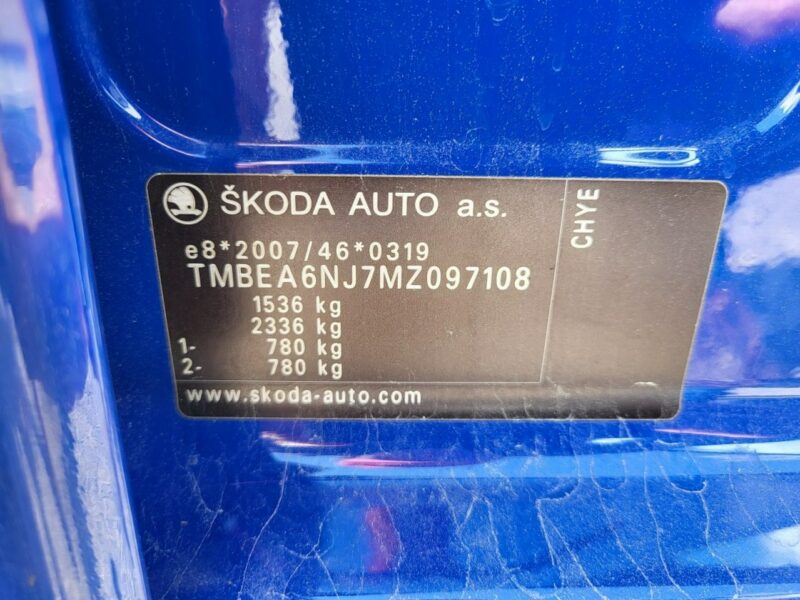 ŠKODA AUTO a.s.
e8*2007/46*0319
TMBEA6NJ7MZ097108
1536 kg
2336 kg
1- 780 kg
2- 780 kg
www.skoda-auto.com
CHYE